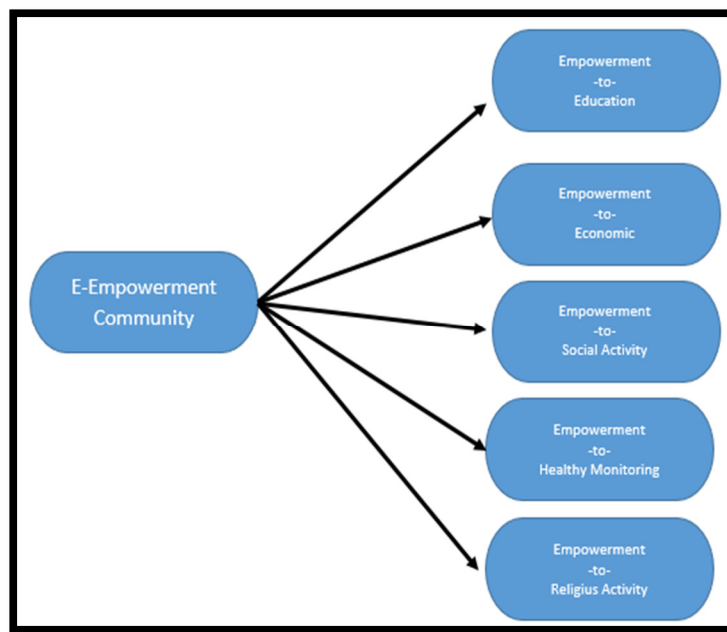 E-Empowerment
Community
Empowerment
-to-
Education
Empowerment
-to-
Economic
Empowerment
-to-
Social Activity
Empowerment
-to-
Healthy Monitoring
Empowerment
-to-
Religius Activity